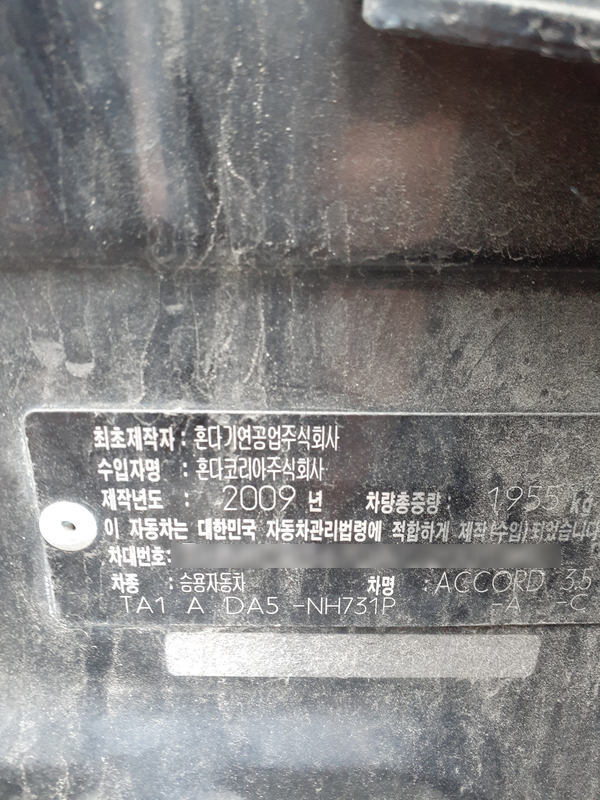 최초제작자 : 혼다기연공업주식회사
수입자명 : 혼다코리아주식회사
제작년도 : 2009 년 차량총중량 : 1955 kg
이 자동차는 대한민국 자동차관리법령에 적합하게 제작(수입)되었습니다
차대번호:
차종 : 승용자동차 차명 : ACCORD 3.5
TA1 A DA5 -NH731P -A -C